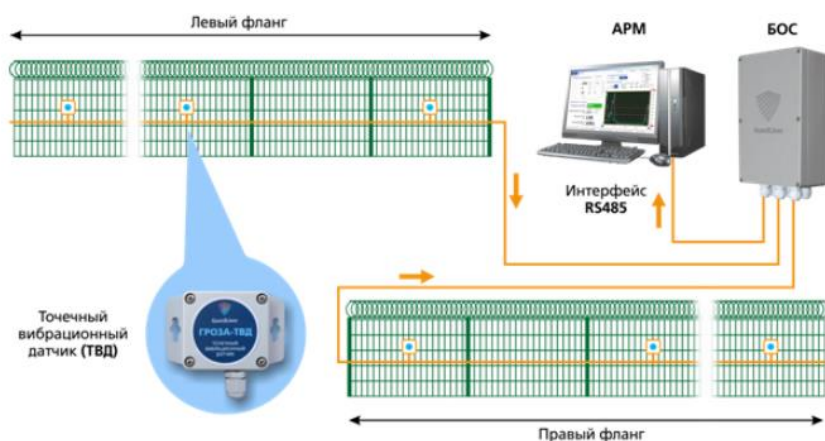 Левый фланг
АРМ
БОС
Интерфейс
RS485
Точечный
вибрационный
датчик (ТВД)
ГРОЗА-ТВД
Правый фланг